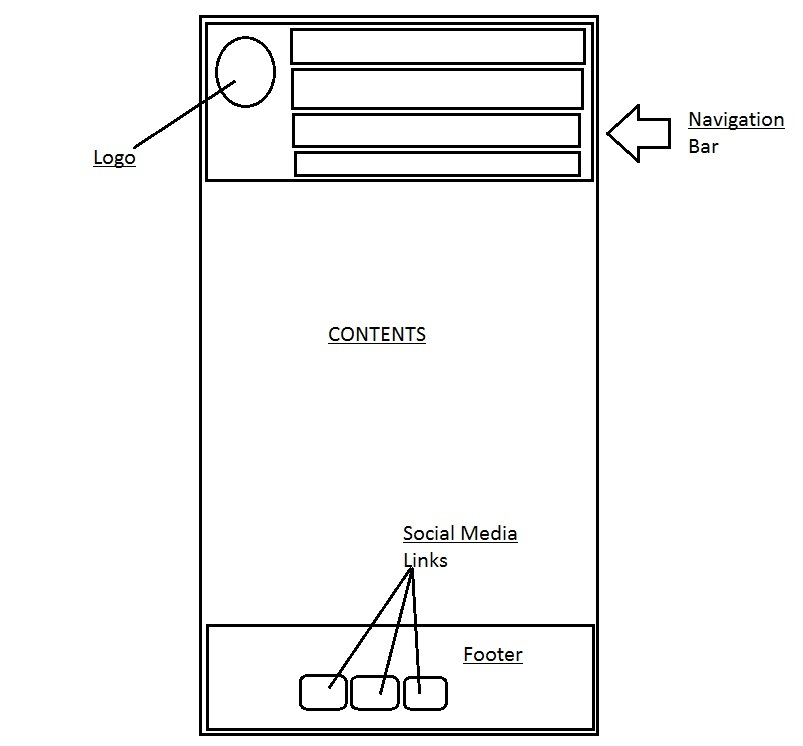 Navigation
Bar
Logo
CONTENTS
Social Media
Links
Footer